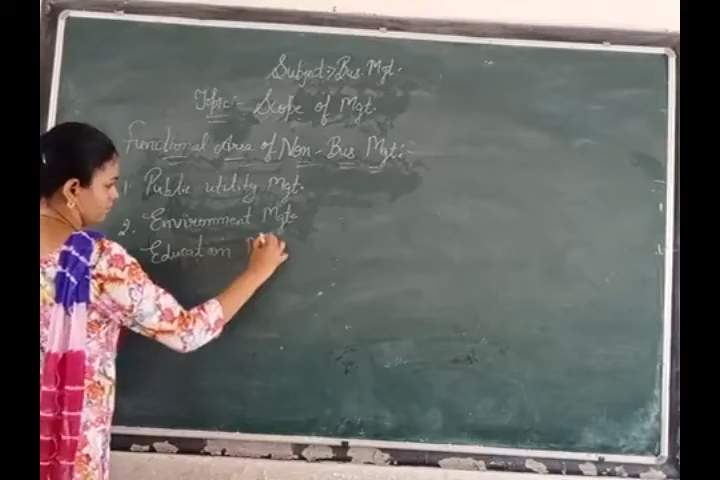 Subject > Bus. Mgt.
Topic:- Scope of Mgt.
Functional Area of Non-Bus Mgt:-
1. Public utility Mgt.
2. Environment Mgt.
Education